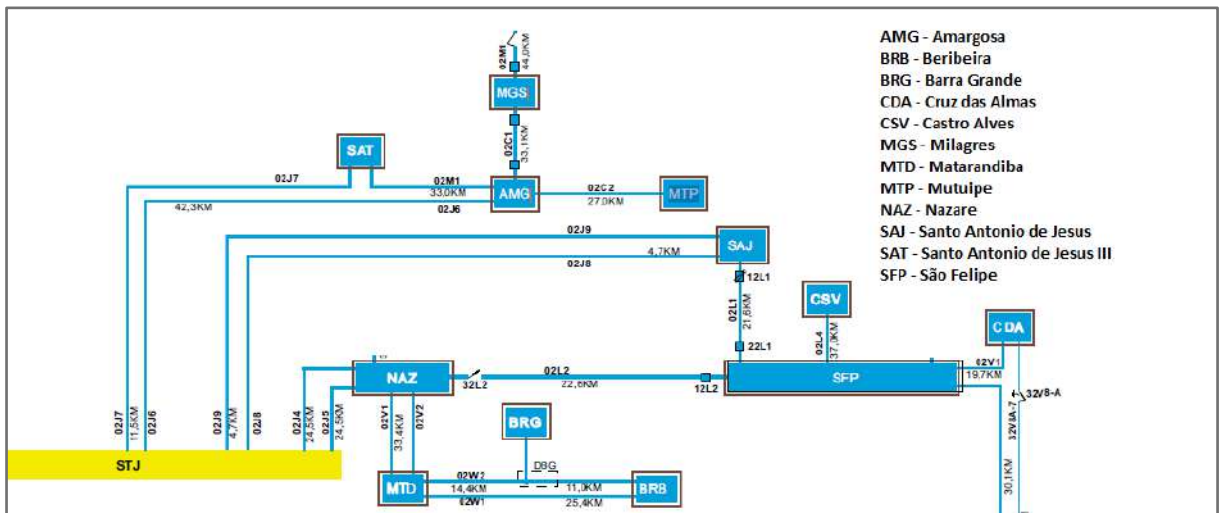 AMG - Amargosa
BRB - Beribeira
BRG - Barra Grande
CDA - Cruz das Almas
CSV - Castro Alves
MGS - Milagres
MTD - Matarandiba
MTP - Mutuipe
NAZ - Nazare
SAJ - Santo Antonio de Jesus
SAT - Santo Antonio de Jesus III
SFP - São Felipe
02M1
44,0KM
MGS
02C1
33,1KM
SAT
02J7
02M1
33,0KM
AMG
02C2
27,0KM
MTP
42,3KM
02J6
02J9
SAJ
4,7KM
02J8
12L1
02L1
21,6KM
22L1
CSV
02L4
37,0KM
CDA
02V1
19,7KM
NAZ
32L2
02L2
22,6KM
12L2
SFP
32V8-A
32V8A-7
30,1KM
02J7
11,5KM
02J6
02J9
4,7KM
02J8
02J4
24,5KM
02J5
24,5KM
02V1
33,4KM
02V2
BRG
DBG
STJ
MTD
02W2
14,4KM
11,0KM
BRB
02W1
25,4KM